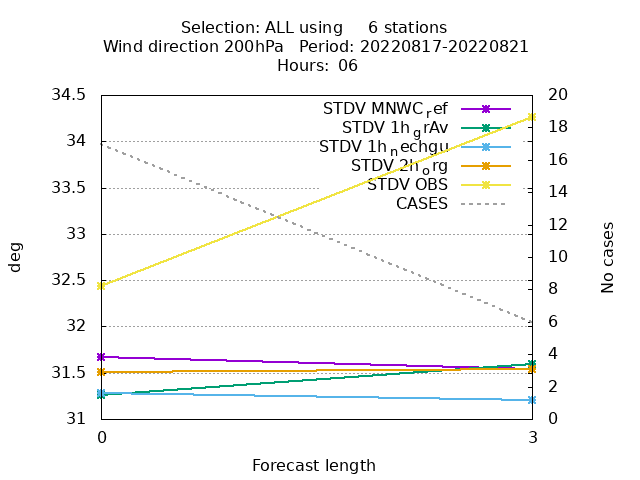 Selection: ALL using 6 stations
Wind direction 200hPa Period: 20220817-20220821
Hours: 06
34.5
34
33.5
33
32.5
32
31.5
31
20
18
16
14
12
10
8
6
4
2
0
STDV MNWC_ref
STDV 1h_grAv
STDV 1h_nechgu
STDV 2h_org
STDV OBS
CASES
deg
No cases
0 3
Forecast length